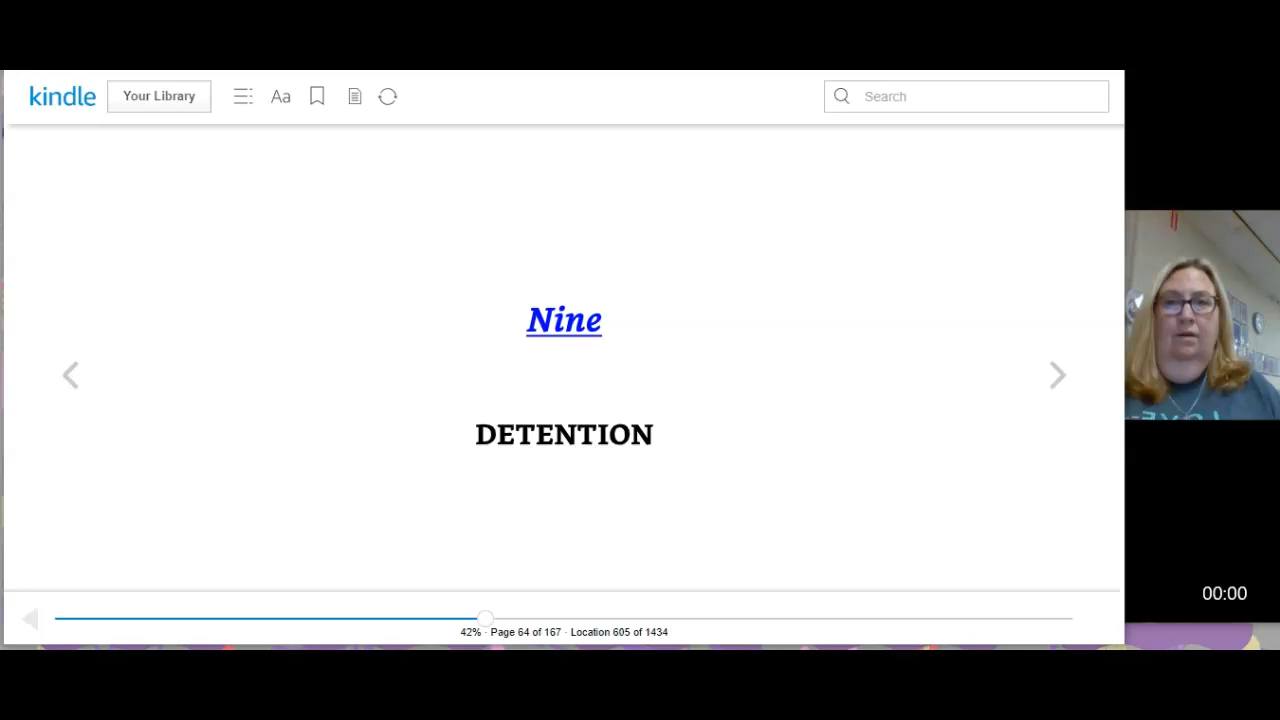 kindle
Your Library
Aa
Search
Nine
DETENTION
42% · Page 64 of 167 · Location 605 of 1434
00:00